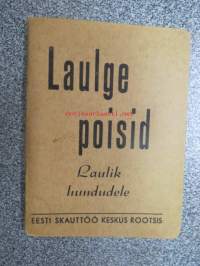 Laulge
poisid
Laulik
hundudele
EESTI SKAUTTÖÖ KESKUS ROOTSIS